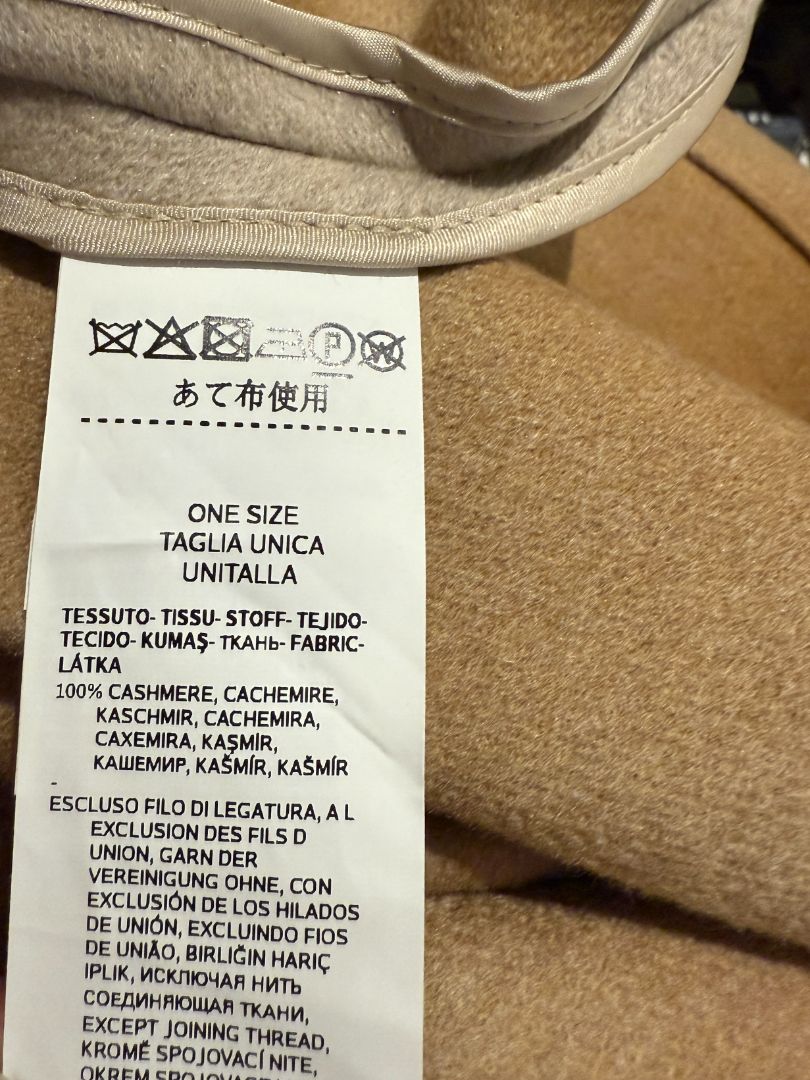 P W
あて布使用
ONE SIZE
TAGLIA UNICA
UNITALLA
TESSUTO- TISSU- STOFF- TEJIDO-
TECIDO- KUMAŞ- ТКАНЬ- FABRIC-
LÁTKA
100% CASHMERE, CACHEMIRE,
KASCHMIR, CACHEMIRA,
CAXEMIRA, KAŞMİR,
КАШЕМИР, KAŠMÍR, KAŠMÍR
-
ESCLUSO FILO DI LEGATURA, A L
EXCLUSION DES FILS D
UNION, GARN DER
VEREINIGUNG OHNE, CON
EXCLUSIÓN DE LOS HILADOS
DE UNIÓN, EXCLUINDO FIOS
DE UNIÃO, BIRLIĞIN HARIÇ
IPLIK, ИСКЛЮЧАЯ НИТЬ
СОЕДИНЯЮЩАЯ ТКАНИ,
EXCEPT JOINING THREAD,
KROMĚ SPOJOVACÍ NITE,
OKREM